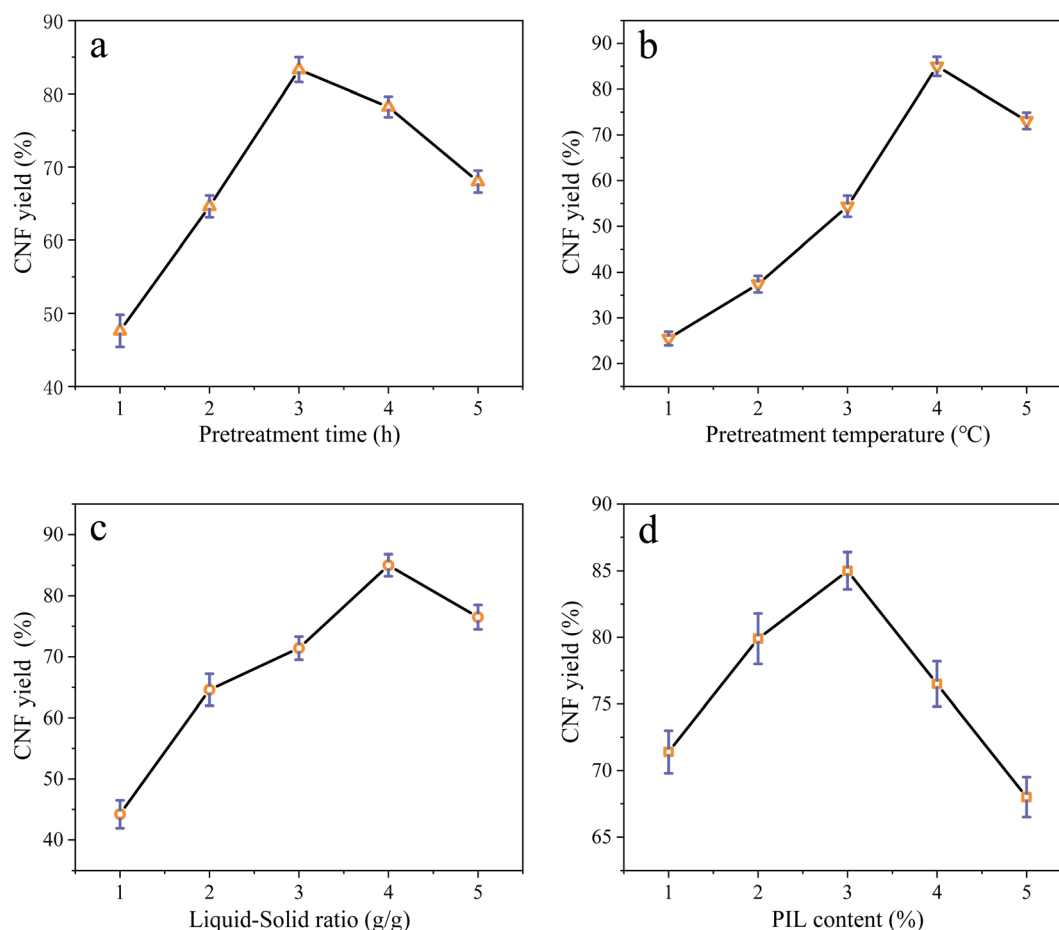 a
CNF yield (%)
90
80
70
60
50
40
1 2 3 4 5
Pretreatment time (h)
b
CNF yield (%)
90
80
70
60
50
40
30
20
1 2 3 4 5
Pretreatment temperature (℃)
c
CNF yield (%)
90
80
70
60
50
40
1 2 3 4 5
Liquid-Solid ratio (g/g)
d
CNF yield (%)
90
85
80
75
70
65
1 2 3 4 5
PIL content (%)